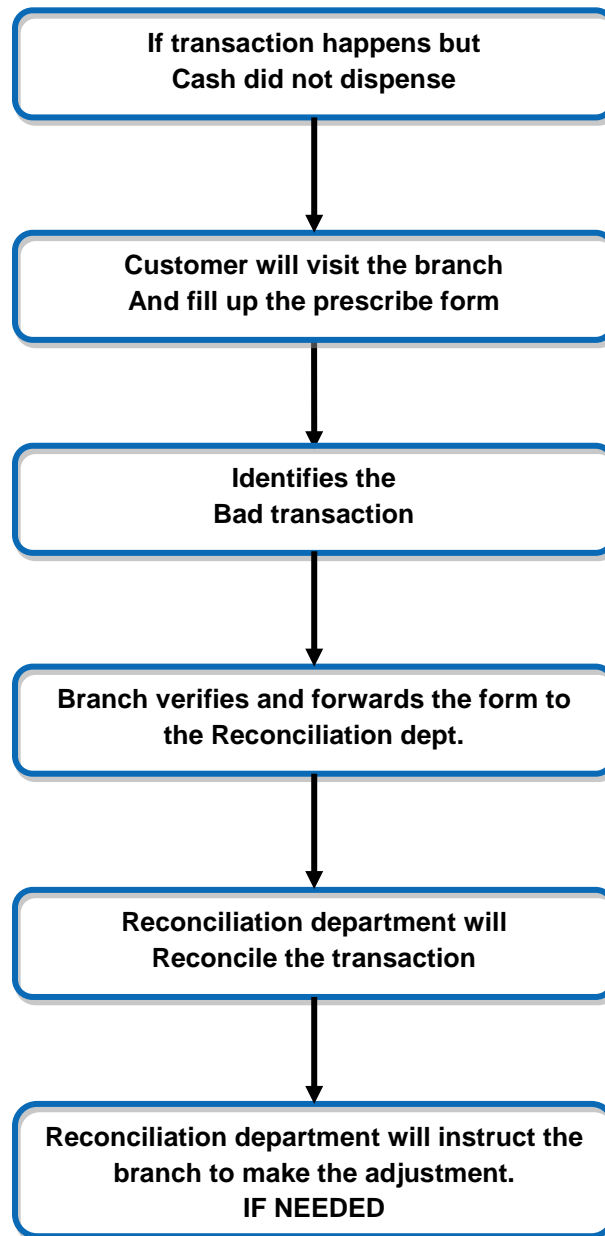 If transaction happens but
Cash did not dispense
Customer will visit the branch
And fill up the prescribe form
Identifies the
Bad transaction
Branch verifies and forwards the form to
the Reconciliation dept.
Reconciliation department will
Reconcile the transaction
Reconciliation department will instruct the
branch to make the adjustment.
IF NEEDED